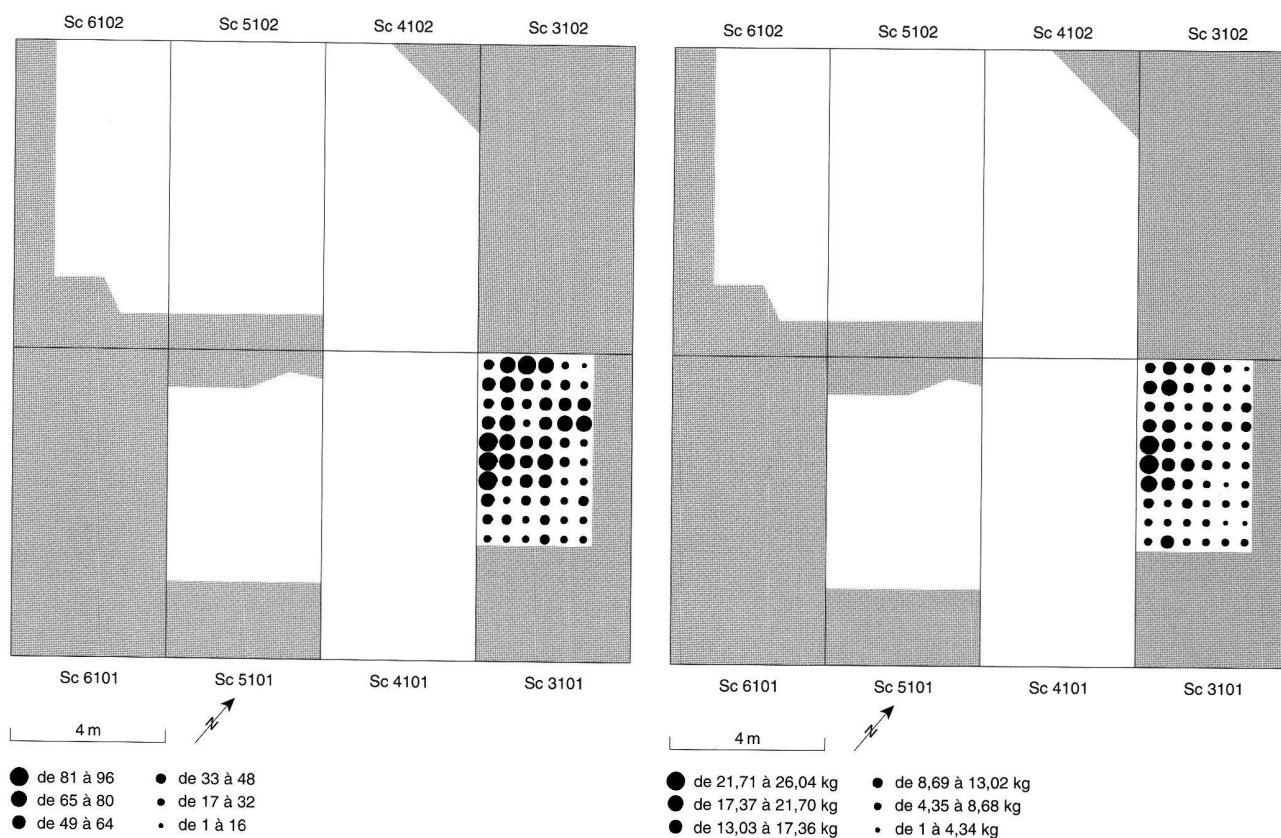 Sc 6102 Sc 5102 Sc 4102 Sc 3102
Sc 6101 Sc 5101 Sc 4101 Sc 3101
4 m
N
de 81 à 96
de 65 à 80
de 49 à 64
de 33 à 48
de 17 à 32
de 1 à 16
Sc 6102 Sc 5102 Sc 4102 Sc 3102
Sc 6101 Sc 5101 Sc 4101 Sc 3101
4 m
N
de 21,71 à 26,04 kg
de 17,37 à 21,70 kg
de 13,03 à 17,36 kg
de 8,69 à 13,02 kg
de 4,35 à 8,68 kg
de 1 à 4,34 kg